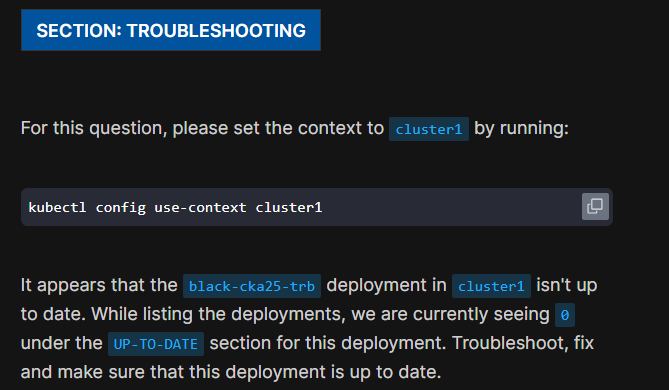 SECTION: TROUBLESHOOTING
For this question, please set the context to cluster1 by running:
kubectl config use-context cluster1
It appears that the black-cka25-trb deployment in cluster1 isn't up
to date. While listing the deployments, we are currently seeing 0
under the UP-TO-DATE section for this deployment. Troubleshoot, fix
and make sure that this deployment is up to date.